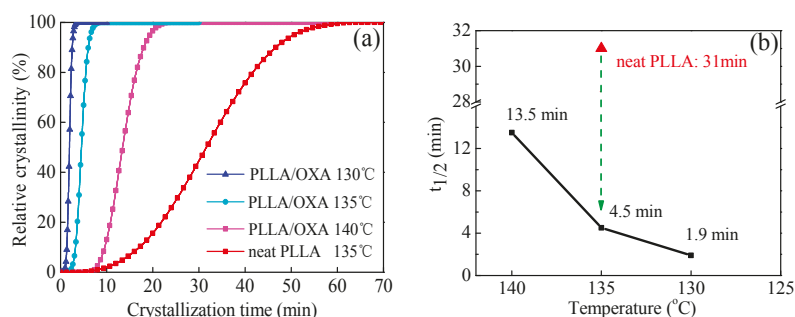 (a)
Relative crystallinity (%)
100
80
60
40
20
0
PLLA/OXA 130℃
PLLA/OXA 135℃
PLLA/OXA 140℃
neat PLLA 135℃
0 10 20 30 40 50 60 70
Crystallization time (min)
(b)
t1/2 (min)
32
30
28
12
8
4
0
neat PLLA: 31min
13.5 min
4.5 min
1.9 min
140 135 130 125
Temperature (°C)